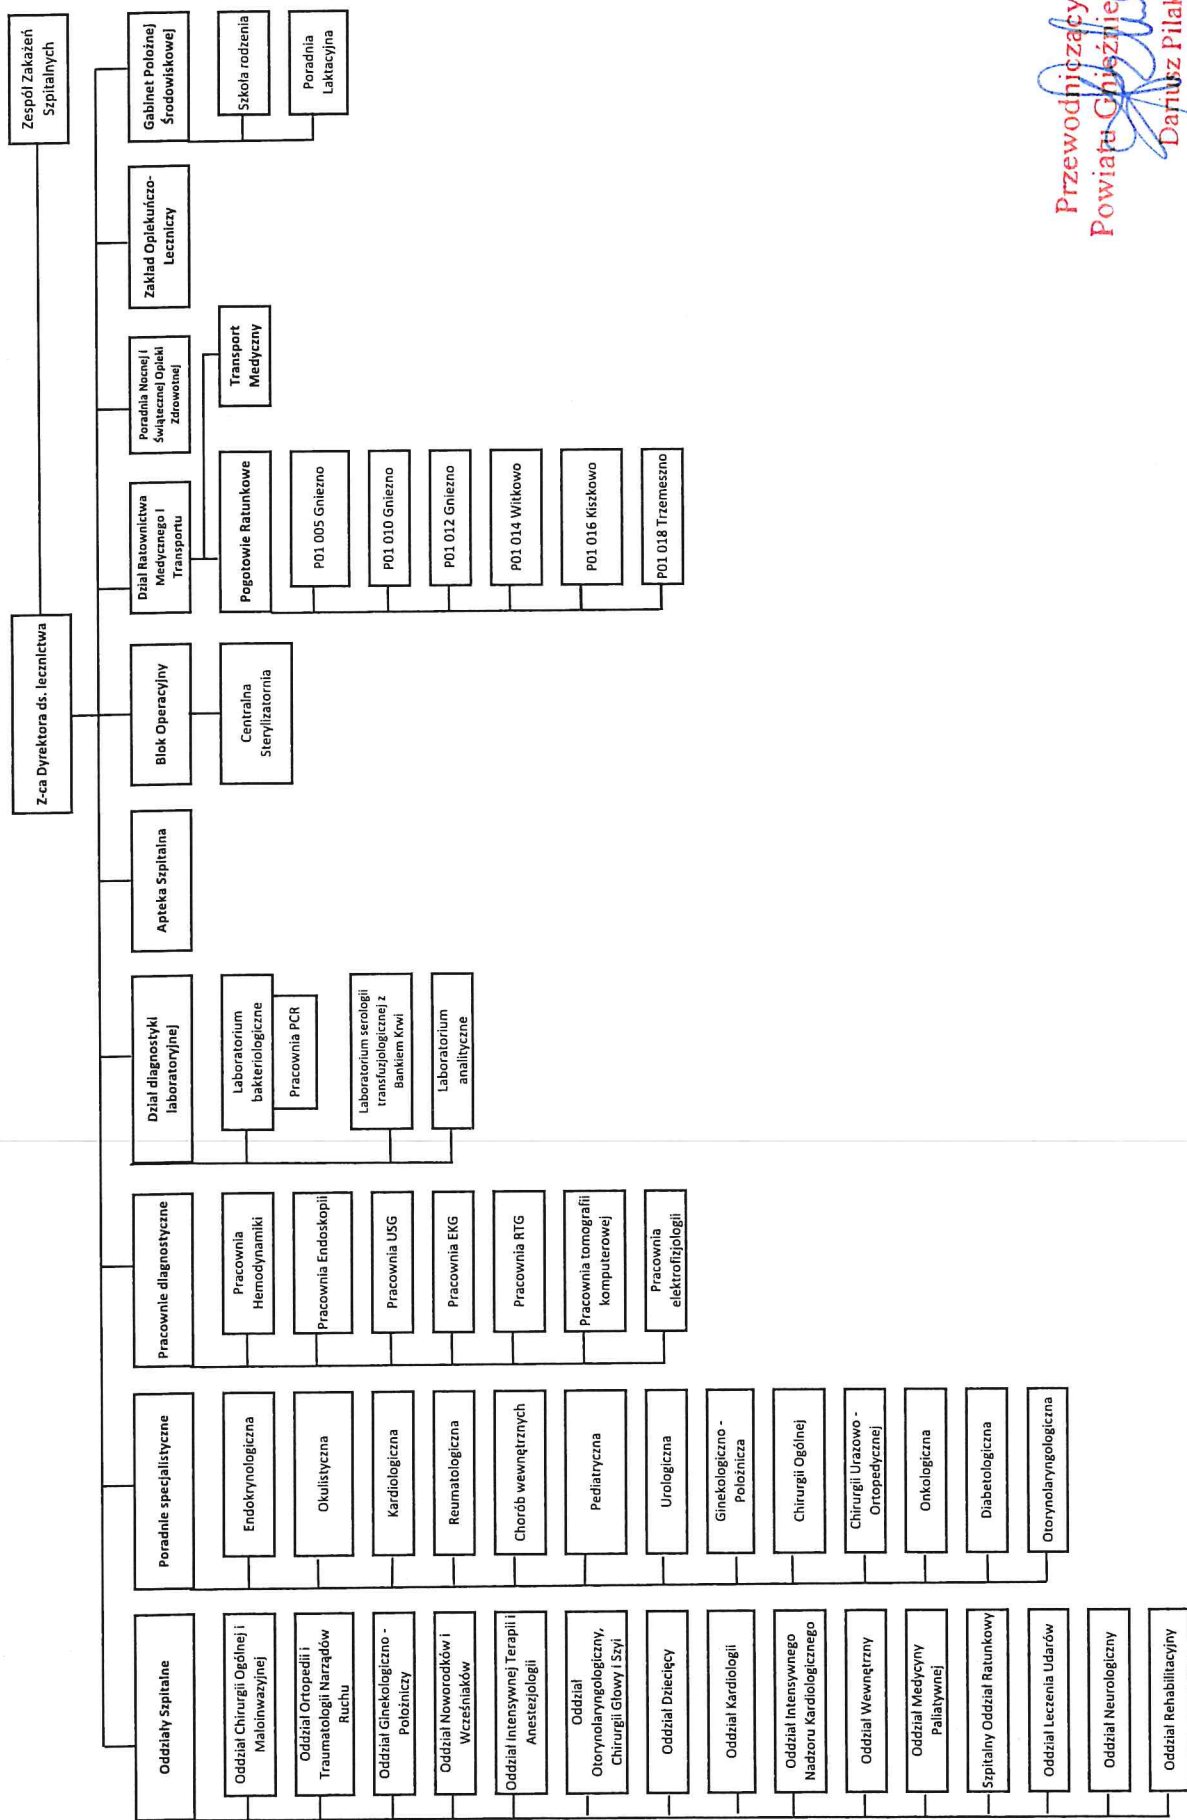 Z-ca Dyrektora ds. lecznictwa
Zespół Zakażeń
Szpitalnych
Oddziały Szpitalne
Oddział Chirurgii Ogólnej i
Małoinwazyjnej
Oddział Ortopedii i
Traumatologii Narządów
Ruchu
Oddział Ginekologiczno -
Położniczy
Oddział Noworodków i
Wcześniaków
Oddział Intensywnej Terapii i
Anestezjologii
Oddział
Otorynolaryngologiczny,
Chirurgii Głowy i Szyi
Oddział Dziecięcy
Oddział Kardiologii
Oddział Intensywnego
Nadzoru Kardiologicznego
Oddział Wewnętrzny
Oddział Medycyny
Paliatywnej
Szpitalny Oddział Ratunkowy
Oddział Leczenia Udarów
Oddział Neurologiczny
Oddział Rehabilitacyjny
Poradnie specjalistyczne
Endokrynologiczna
Okulistyczna
Kardiologiczna
Reumatologiczna
Chorób wewnętrznych
Pediatryczna
Urologiczna
Ginekologiczno -
Położnicza
Chirurgii Ogólnej
Chirurgii Urazowo -
Ortopedycznej
Onkologiczna
Diabetologiczna
Otorynolaryngologiczna
Pracownie diagnostyczne
Pracownia
Hemodynamiki
Pracownia Endoskopii
Pracownia USG
Pracownia EKG
Pracownia RTG
Pracownia tomografii
komputerowej
Pracownia
elektrofizjologii
Dział diagnostyki
laboratoryjnej
Laboratorium
bakteriologiczne
Pracownia PCR
Laboratorium serologii
transfuzjologicznej z
Bankiem Krwi
Laboratorium
analityczne
Apteka Szpitalna
Blok Operacyjny
Centralna
Sterylizatornia
Dział Ratownictwa
Medycznego i
Transportu
Pogotowie Ratunkowe
P01 005 Gniezno
P01 010 Gniezno
P01 012 Gniezno
P01 014 Witkowo
P01 016 Kiszkowo
P01 018 Trzemeszno
Transport
Medyczny
Poradnia Nocnej i
Świątecznej Opieki
Zdrowotnej
Zakład Opiekuńczo-
Leczniczy
Gabinet Położnej
Środowiskowej
Szkoła rodzenia
Poradnia
Laktacyjna
Przewodniczący
Powiatu Gnieźnie
Dariusz Pilak